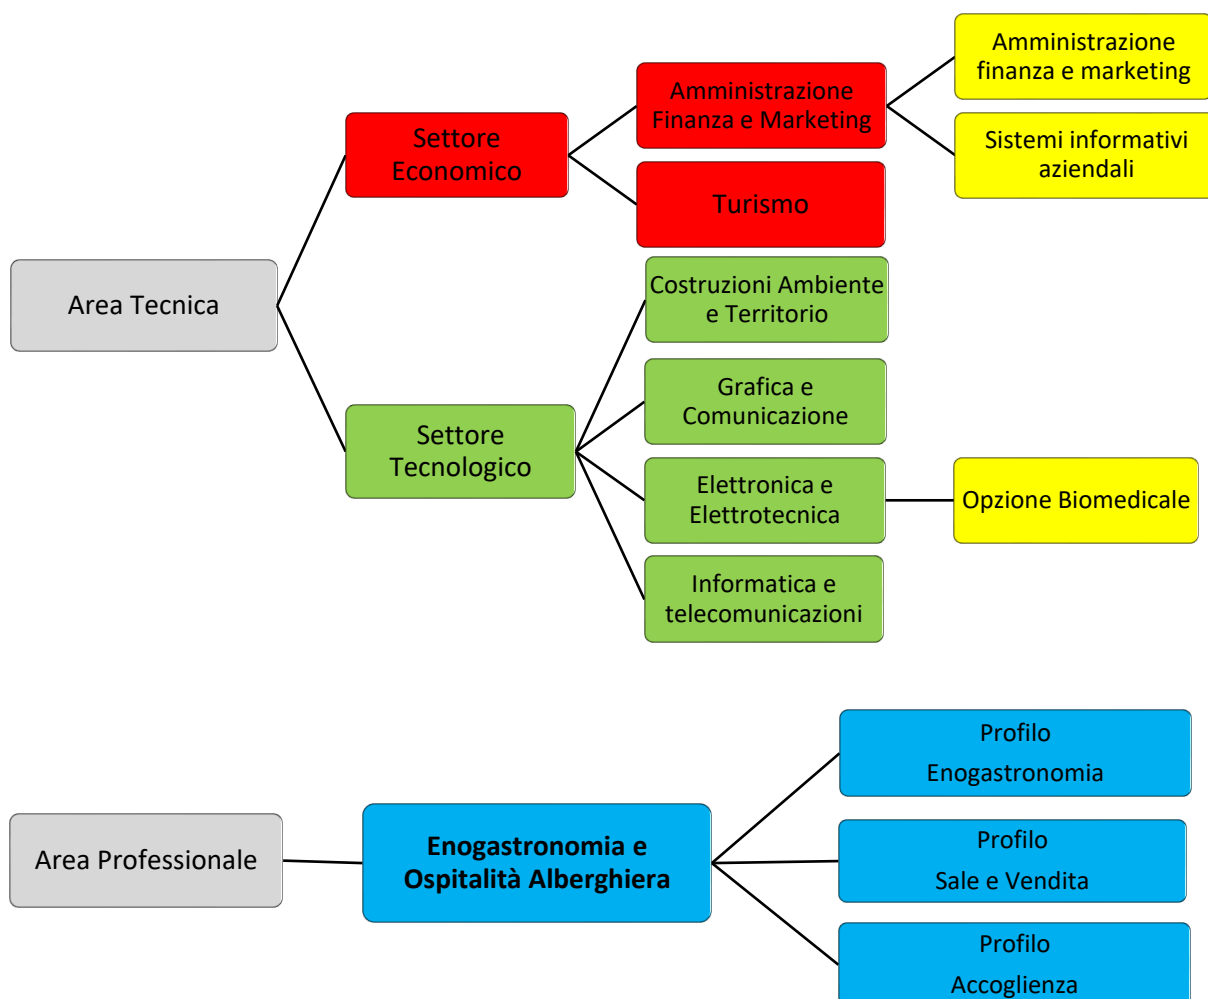 Amministrazione
finanza e marketing
Amministrazione
Finanza e Marketing
Settore
Economico
Sistemi informativi
aziendali
Turismo
Area Tecnica
Costruzioni Ambiente
e Territorio
Grafica e
Comunicazione
Settore
Tecnologico
Elettronica e
Elettrotecnica
Opzione Biomedicale
Informatica e
telecomunicazioni
Profilo
Enogastronomia
Area Professionale
Enogastronomia e
Ospitalità Alberghiera
Profilo
Sale e Vendita
Profilo
Accoglienza